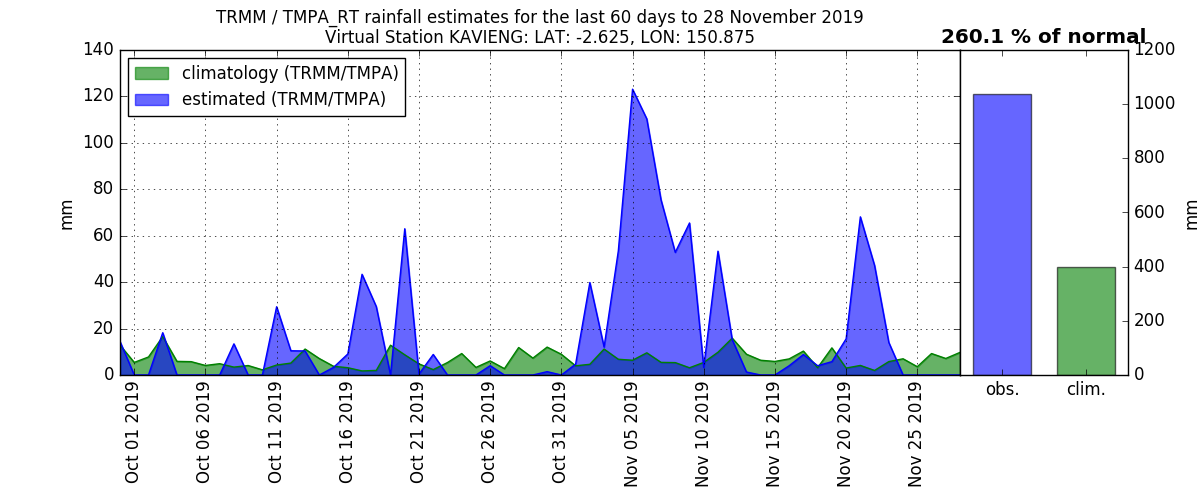 TRMM / TMPA_RT rainfall estimates for the last 60 days to 28 November 2019
Virtual Station KAVIENG: LAT: -2.625, LON: 150.875
260.1 % of normal
climatology (TRMM/TMPA)
estimated (TRMM/TMPA)
140
120
100
80
60
40
20
0
mm
Oct 01 2019
Oct 06 2019
Oct 11 2019
Oct 16 2019
Oct 21 2019
Oct 26 2019
Oct 31 2019
Nov 05 2019
Nov 10 2019
Nov 15 2019
Nov 20 2019
Nov 25 2019
obs.
clim.
1200
1000
800
600
400
200
0
mm